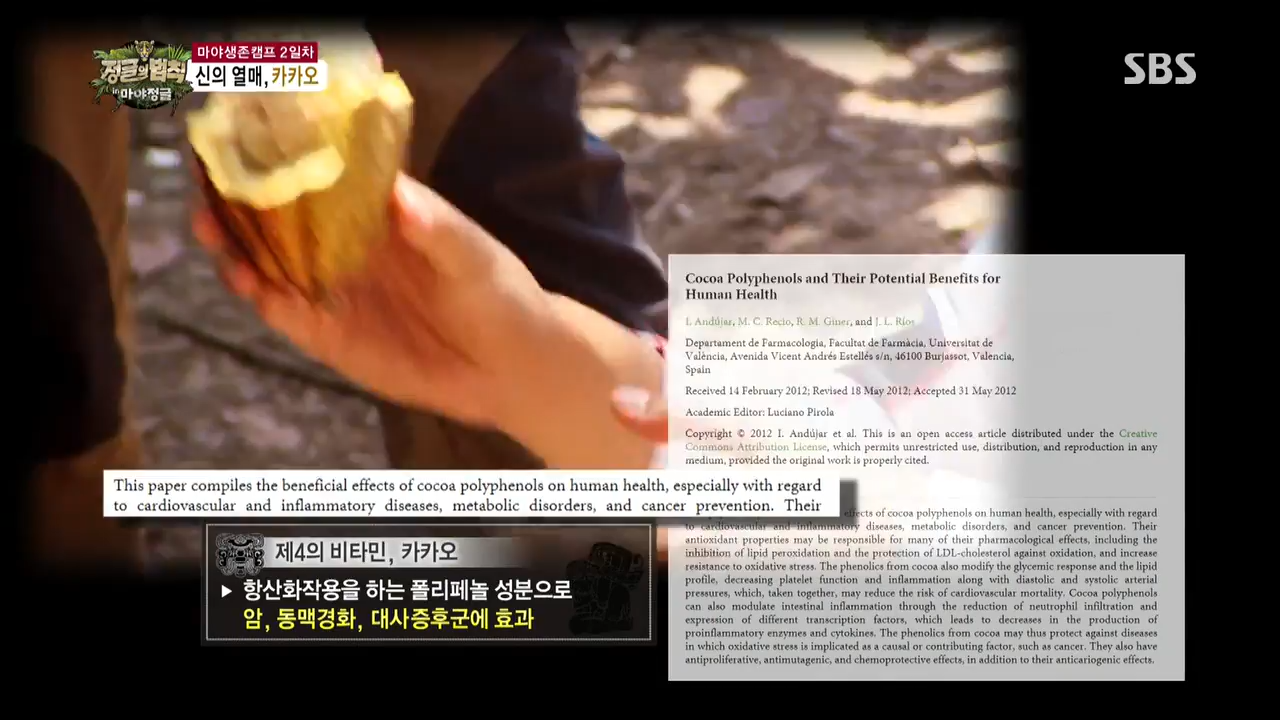 정글의 법칙
in 마야정글
마야생존캠프 2일차
신의 열매, 카카오
SBS
Cocoa Polyphenols and Their Potential Benefits for
Human Health
I. Andújar, M. C. Recio, R. M. Giner, and J. L. Ríos
Departament de Farmacologia, Facultat de Farmàcia, Universitat de
València, Avenida Vicent Andrés Estellés s/n, 46100 Burjassot, Valencia,
Spain
Received 14 February 2012; Revised 18 May 2012; Accepted 31 May 2012
Academic Editor: Luciano Pirola
Copyright © 2012 I. Andújar et al. This is an open access article distributed under the Creative
Commons Attribution License, which permits unrestricted use, distribution, and reproduction in any
medium, provided the original work is properly cited.
This paper compiles the beneficial effects of cocoa polyphenols on human health, especially with regard
to cardiovascular and inflammatory diseases, metabolic disorders, and cancer prevention. Their
effects of cocoa polyphenols on human health, especially with regard
to cardiovascular and inflammatory diseases, metabolic disorders, and cancer prevention. Their
antioxidant properties may be responsible for many of their pharmacological effects, including the
inhibition of lipid peroxidation and the protection of LDL-cholesterol against oxidation, and increase
resistance to oxidative stress. The phenolics from cocoa also modify the glycemic response and the lipid
profile, decreasing platelet function and inflammation along with diastolic and systolic arterial
pressures, which, taken together, may reduce the risk of cardiovascular mortality. Cocoa polyphenols
can also modulate intestinal inflammation through the reduction of neutrophil infiltration and
expression of different transcription factors, which leads to decreases in the production of
proinflammatory enzymes and cytokines. The phenolics from cocoa may thus protect against diseases
in which oxidative stress is implicated as a causal or contributing factor, such as cancer. They also have
antiproliferative, antimutagenic, and chemoprotective effects, in addition to their anticariogenic effects.
제4의 비타민, 카카오
▶ 항산화작용을 하는 폴리페놀 성분으로
암, 동맥경화, 대사증후군에 효과